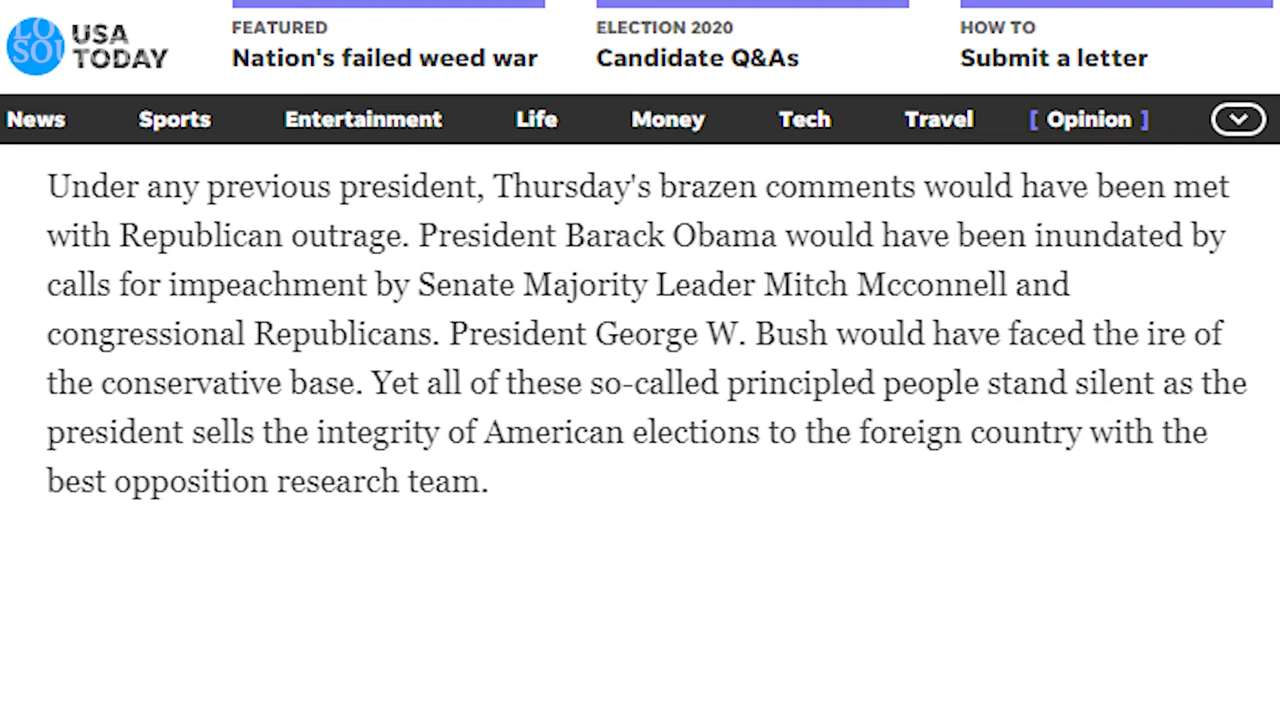 LO
SOU
USA
TODAY
FEATURED
Nation's failed weed war
ELECTION 2020
Candidate Q&As
HOW TO
Submit a letter
News Sports Entertainment Life Money Tech Travel [ Opinion ]
Under any previous president, Thursday's brazen comments would have been met
with Republican outrage. President Barack Obama would have been inundated by
calls for impeachment by Senate Majority Leader Mitch Mcconnell and
congressional Republicans. President George W. Bush would have faced the ire of
the conservative base. Yet all of these so-called principled people stand silent as the
president sells the integrity of American elections to the foreign country with the
best opposition research team.